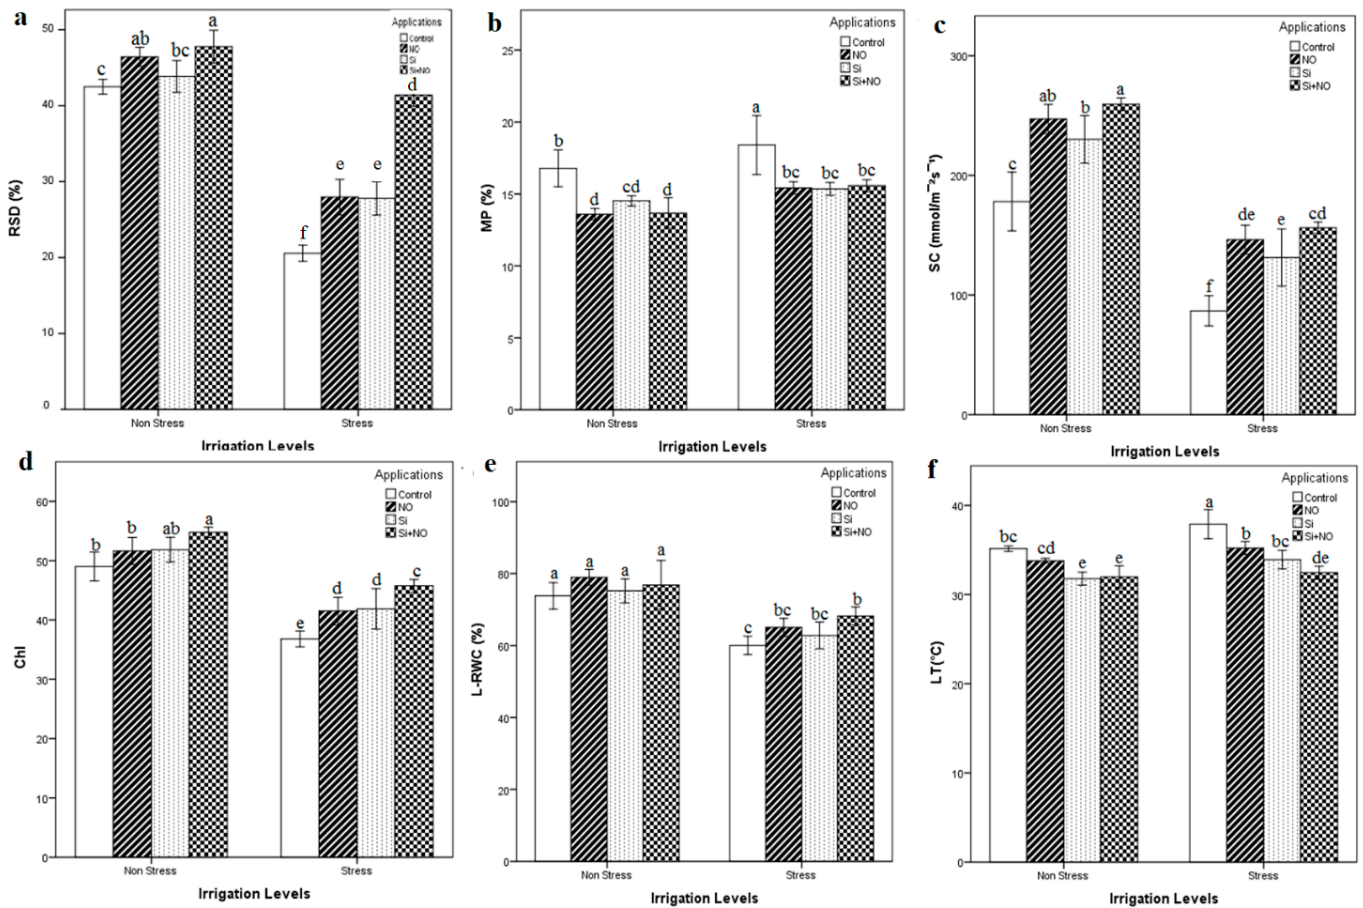 a
RSD (%)
50
40
30
20
10
0
Applications
Control
NO
Si
Si+NO
c
ab
bc
a
f
e
e
d
Non Stress
Stress
Irrigation Levels
b
MP (%)
25
20
15
10
5
0
Applications
Control
NO
Si
Si+NO
b
d
cd
d
a
bc
bc
bc
Non Stress
Stress
Irrigation Levels
c
SC (mmol/m⁻²s⁻¹)
300
200
100
0
Applications
Control
NO
Si
Si+NO
c
ab
b
a
f
de
e
cd
Non Stress
Stress
Irrigation Levels
d
Chl
60
50
40
30
20
10
0
Applications
Control
NO
Si
Si+NO
b
b
ab
a
e
d
d
c
Non Stress
Stress
Irrigation Levels
e
L-RWC (%)
100
80
60
40
20
0
Applications
Control
NO
Si
Si+NO
a
a
a
a
c
bc
bc
b
Non Stress
Stress
Irrigation Levels
f
LT(°C)
40
30
20
10
0
Applications
Control
NO
Si
Si+NO
bc
cd
e
e
a
b
bc
de
Non Stress
Stress
Irrigation Levels